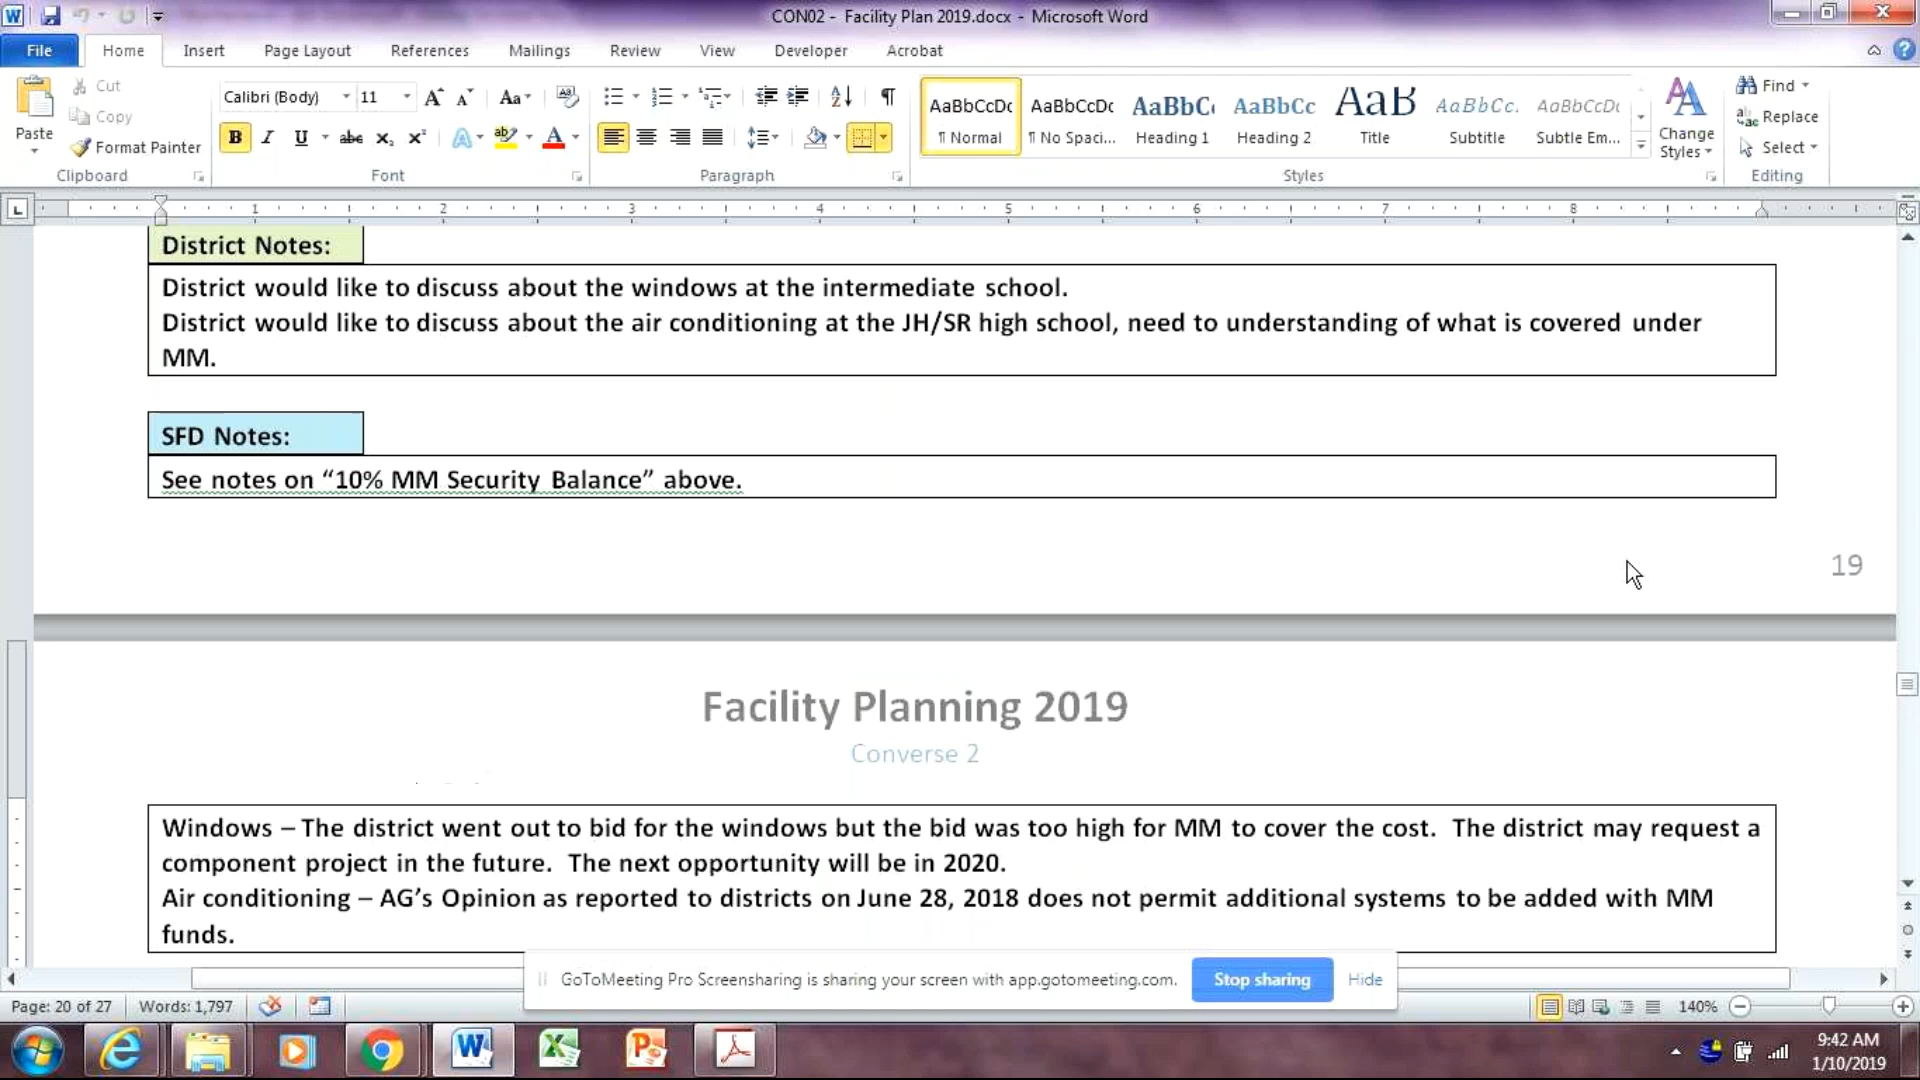 CON02 - Facility Plan 2019.docx - Microsoft Word
File Home Insert Page Layout References Mailings Review View Developer Acrobat
Paste
Cut
Copy
Format Painter
Clipboard
Calibri (Body) 11
Font
Paragraph
AaBbCcDc AaBbCcDc AaBbC AaBbCc AaB AaBbCc. AaBbCcDc
¶ Normal ¶ No Spaci... Heading 1 Heading 2 Title Subtitle Subtle Em...
Change
Styles
Styles
Find
Replace
Select
Editing
1 2 3 4 5 6 7 8
District Notes:
District would like to discuss about the windows at the intermediate school.
District would like to discuss about the air conditioning at the JH/SR high school, need to understanding of what is covered under
MM.
SFD Notes:
See notes on “10% MM Security Balance” above.
19
Facility Planning 2019
Converse 2
Windows – The district went out to bid for the windows but the bid was too high for MM to cover the cost. The district may request a
component project in the future. The next opportunity will be in 2020.
Air conditioning – AG’s Opinion as reported to districts on June 28, 2018 does not permit additional systems to be added with MM
funds.
GoToMeeting Pro Screensharing is sharing your screen with app.gotomeeting.com. Stop sharing Hide
Page: 20 of 27 Words: 1,797 140%
9:42 AM
1/10/2019